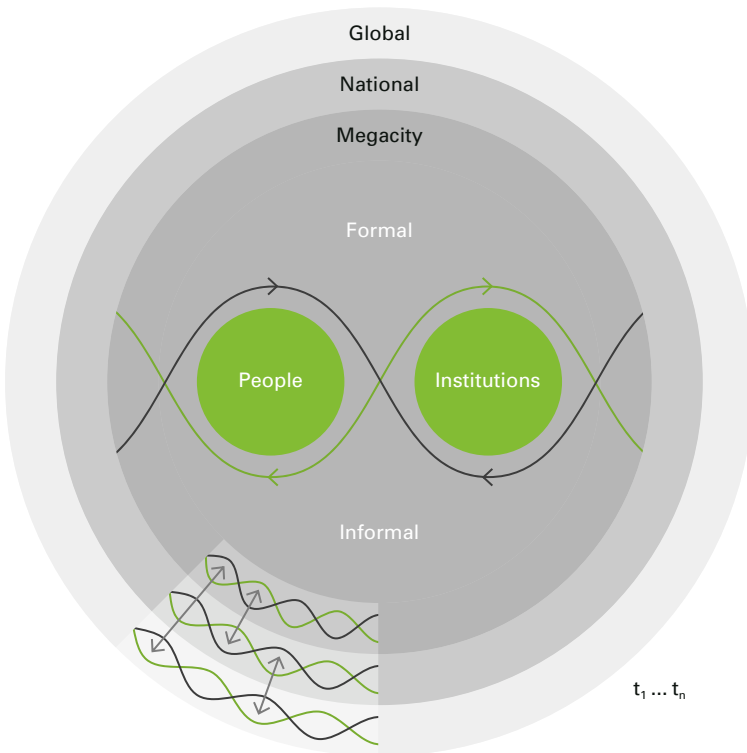 Global
National
Megacity
Formal
People
Institutions
Informal
t₁ ... tₙ